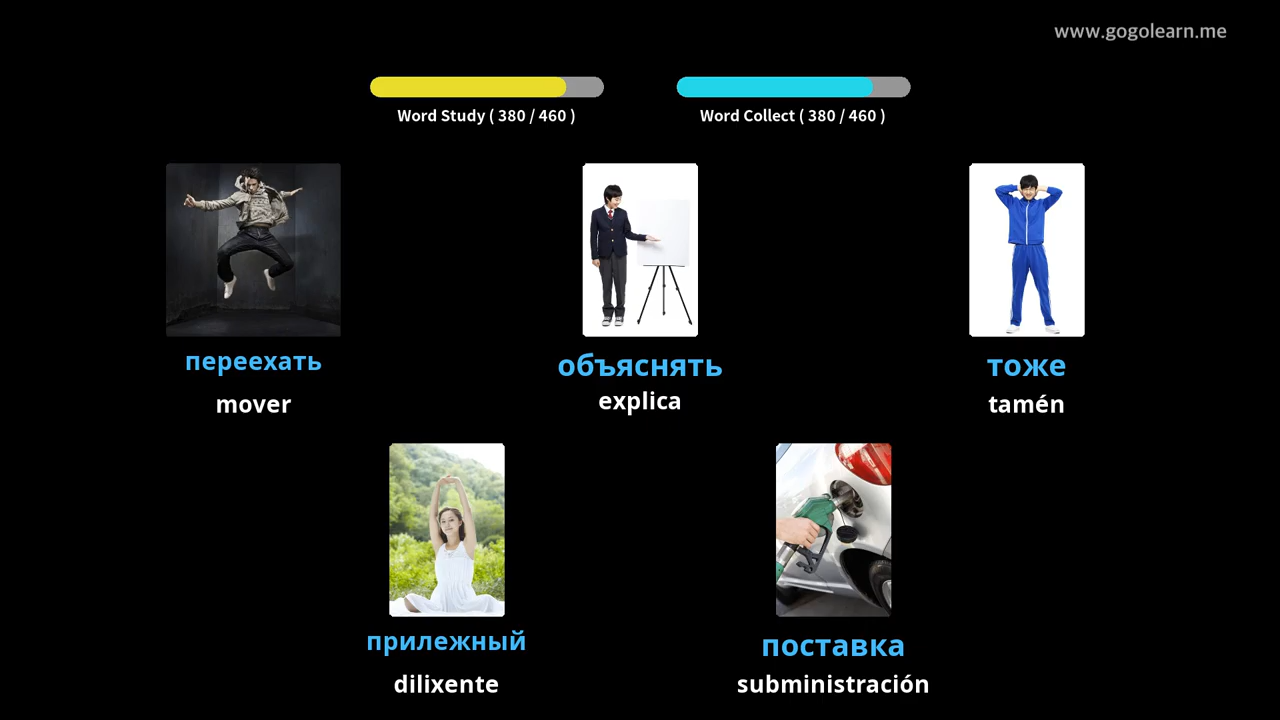 www.gogolearn.me
Word Study ( 380 / 460 )
Word Collect ( 380 / 460 )
переехать
mover
объяснять
explica
тоже
tamén
прилежный
dilixente
поставка
subministración